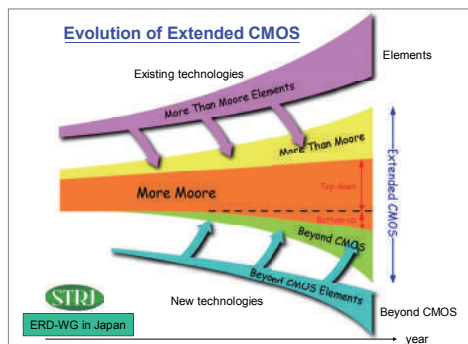 Evolution of Extended CMOS
Elements
Existing technologies
More Than Moore Elements
More Than Moore
More Moore
Top-down
Bottom-up
Extended CMOS
Beyond CMOS
Beyond CMOS Elements
New technologies
Beyond CMOS
STRJ
ERD-WG in Japan
year